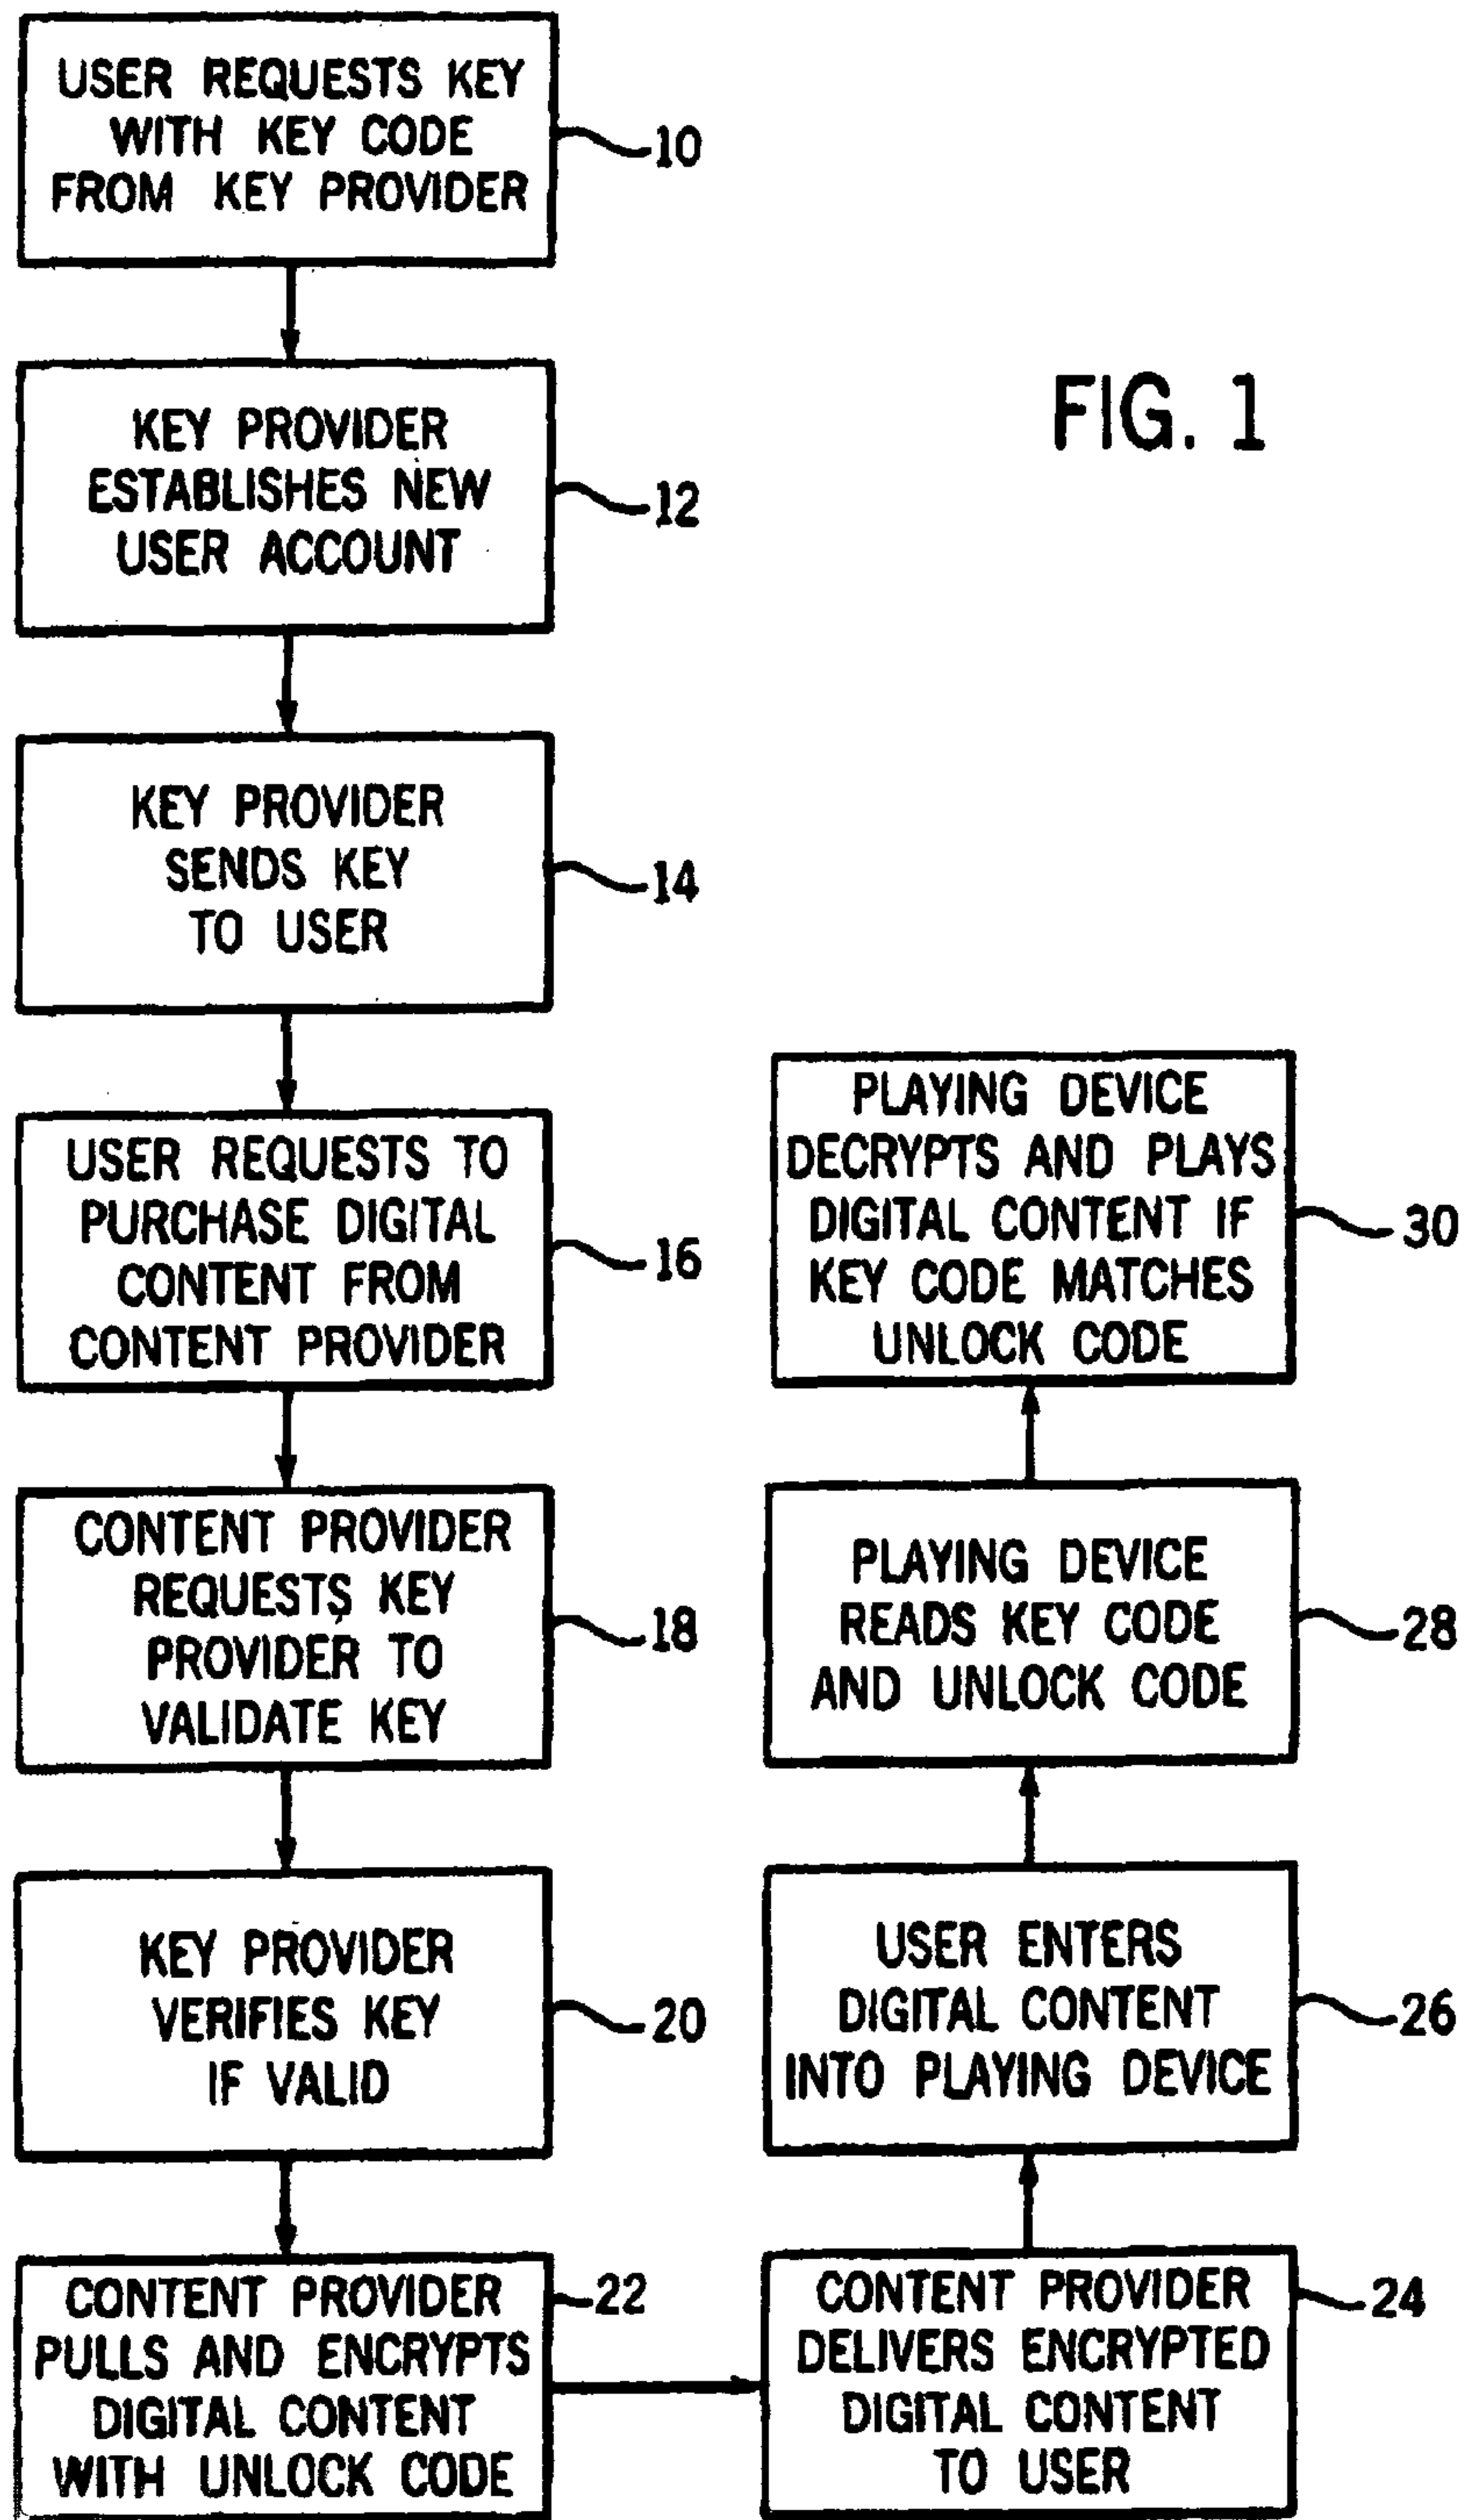 USER REQUESTS KEY
WITH KEY CODE
FROM KEY PROVIDER
10
KEY PROVIDER
ESTABLISHES NEW
USER ACCOUNT
12
FIG. 1
KEY PROVIDER
SENDS KEY
TO USER
14
USER REQUESTS TO
PURCHASE DIGITAL
CONTENT FROM
CONTENT PROVIDER
16
CONTENT PROVIDER
REQUESTS KEY
PROVIDER TO
VALIDATE KEY
18
KEY PROVIDER
VERIFIES KEY
IF VALID
20
CONTENT PROVIDER
PULLS AND ENCRYPTS
DIGITAL CONTENT
WITH UNLOCK CODE
22
CONTENT PROVIDER
DELIVERS ENCRYPTED
DIGITAL CONTENT
TO USER
24
USER ENTERS
DIGITAL CONTENT
INTO PLAYING DEVICE
26
PLAYING DEVICE
READS KEY CODE
AND UNLOCK CODE
28
PLAYING DEVICE
DECRYPTS AND PLAYS
DIGITAL CONTENT IF
KEY CODE MATCHES
UNLOCK CODE
30